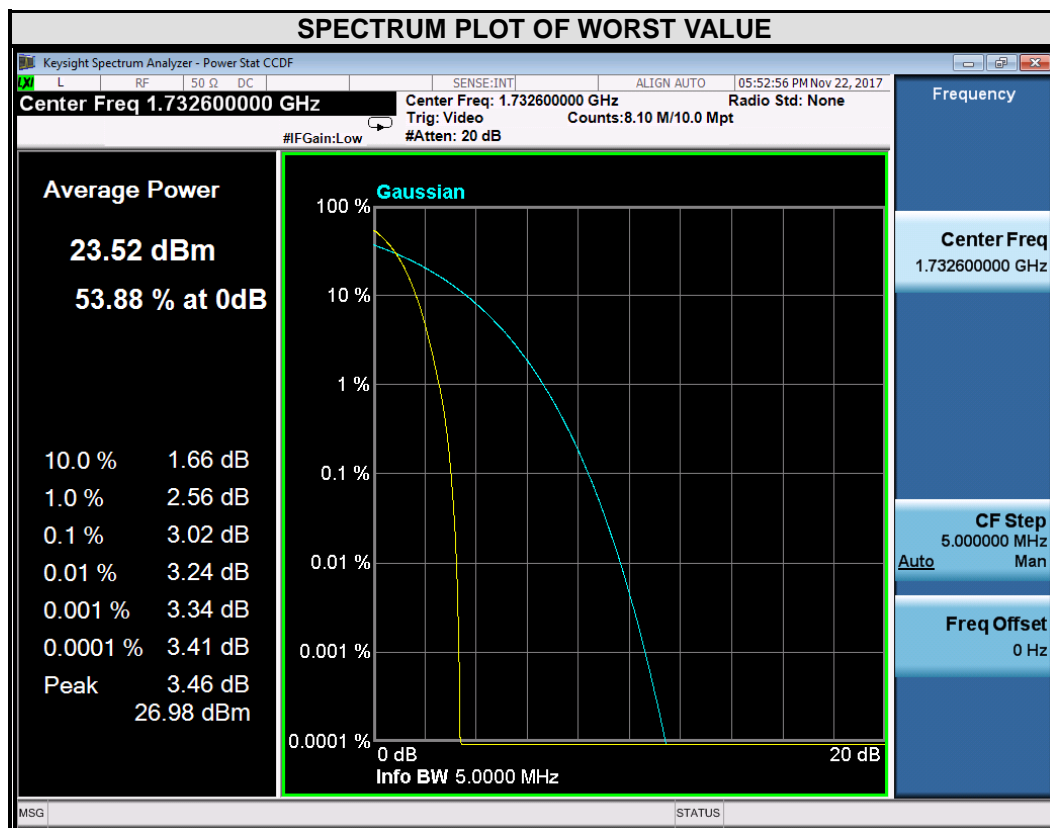 SPECTRUM PLOT OF WORST VALUE
Keysight Spectrum Analyzer - Power Stat CCDF
LXI L RF 50 Ω DC SENSE:INT ALIGN AUTO 05:52:56 PM Nov 22, 2017
Center Freq 1.732600000 GHz
Center Freq: 1.732600000 GHz Radio Std: None
Trig: Video Counts:8.10 M/10.0 Mpt
#IFGain:Low #Atten: 20 dB
Average Power
23.52 dBm
53.88 % at 0dB
10.0 % 1.66 dB
1.0 % 2.56 dB
0.1 % 3.02 dB
0.01 % 3.24 dB
0.001 % 3.34 dB
0.0001 % 3.41 dB
Peak 3.46 dB
26.98 dBm
Gaussian
100 %
10 %
1 %
0.1 %
0.01 %
0.001 %
0.0001 %
0 dB 20 dB
Info BW 5.0000 MHz
Frequency
Center Freq
1.732600000 GHz
CF Step
5.000000 MHz
Auto Man
Freq Offset
0 Hz
MSG STATUS